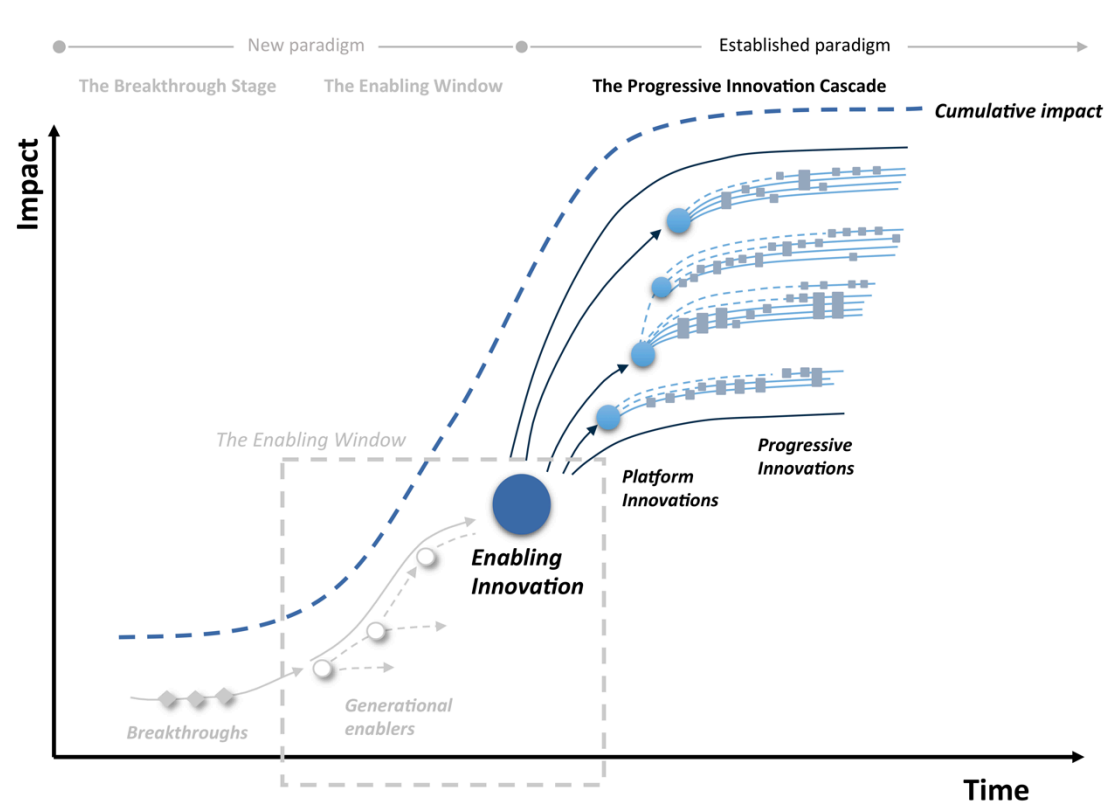 New paradigm
Established paradigm
The Breakthrough Stage
The Enabling Window
The Progressive Innovation Cascade
Cumulative impact
Impact
The Enabling Window
Platform
Innovations
Progressive
Innovations
Enabling
Innovation
Generational
enablers
Breakthroughs
Time